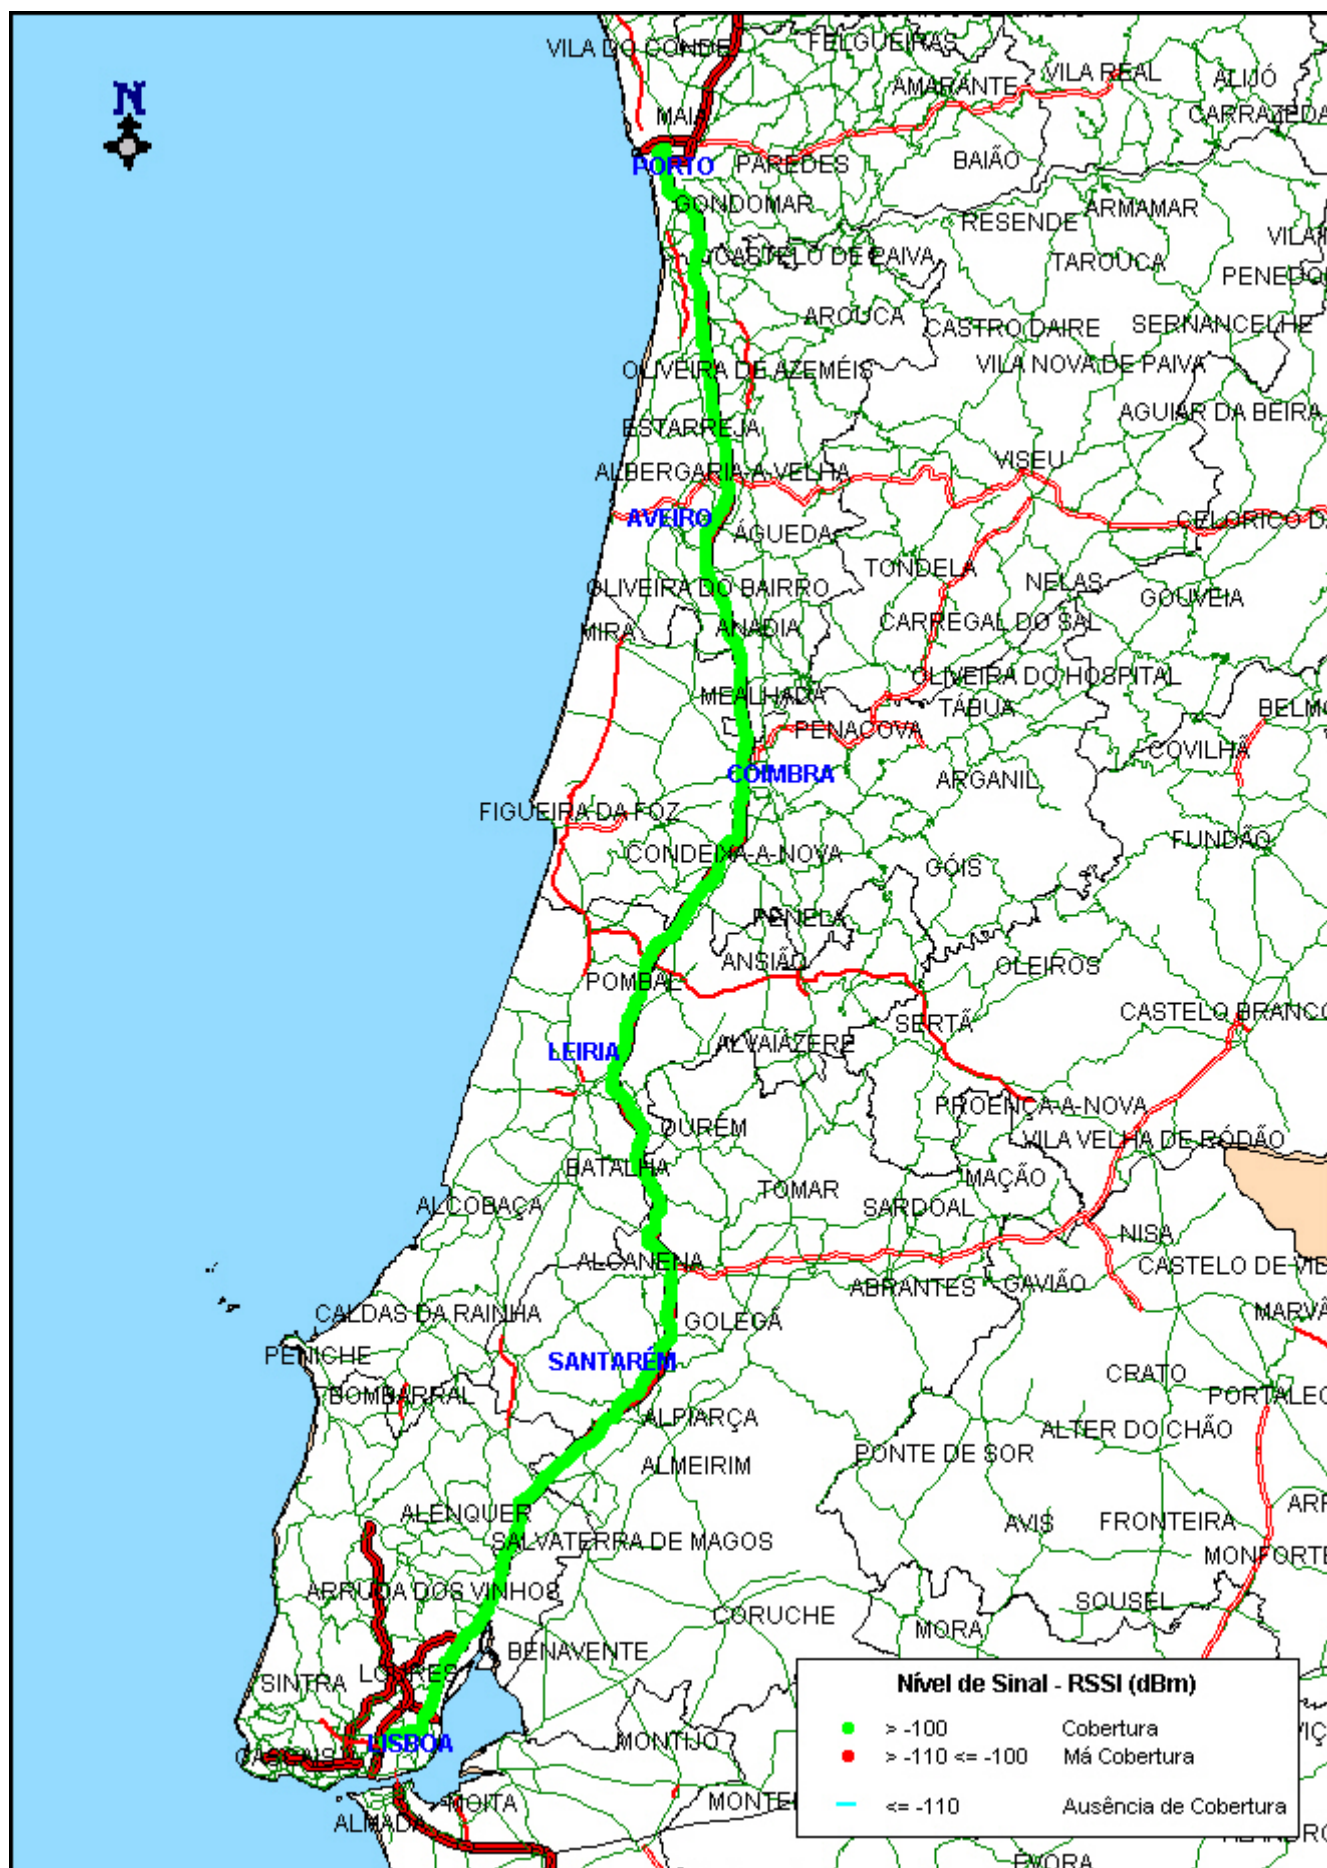 N
VILA DO CONDE
FELGUEIRAS
VILA REAL
ALIJÓ
AMARANTE
CARRAZEDA
MAIA
PORTO
PAREDES
BAIÃO
GONDOMAR
ARMAMAR
RESENDE
CASTELO DE PAIVA
TAROUCA
AROUCA
CASTRO DAIRE
SERNANCELHE
OLIVEIRA DE AZEMÉIS
VILA NOVA DE PAIVA
AGUIAR DA BEIRA
ESTARREJA
ALBERGARIA-A-VELHA
VISEU
AVEIRO
ÁGUEDA
CELORICO D
TONDELA
NELAS
OLIVEIRA DO BAIRRO
GOUVEIA
MIRA
ANADIA
CARREGAL DO SAL
MEALHADA
OLIVEIRA DO HOSPITAL
TÁBUA
BELMO
PENACOVA
COVILHÃ
COIMBRA
ARGANIL
FIGUEIRA DA FOZ
FUNDÃO
CONDEIXA-A-NOVA
GÓIS
PENELA
ANSIÃO
OLEIROS
POMBAL
CASTELO BRANCO
SERTÃ
LEIRIA
ALVAIÁZERE
PROENÇA-A-NOVA
OURÉM
VILA VELHA DE RÓDÃO
BATALHA
MAÇÃO
TOMAR
ALCOBAÇA
SARDOAL
NISA
ALCANENA
CASTELO DE VID
ABRANTES
GAVIÃO
CALDAS DA RAINHA
GOLEGÃ
MARVÃ
PENICHE
SANTARÉM
CRATO
BOMBARRAL
PORTALEG
ALPIARÇA
ALTER DO CHÃO
PONTE DE SOR
ALMEIRIM
ALENQUER
ARR
AVIS
FRONTEIRA
SALVATERRA DE MAGOS
MONFORTE
ARRUDA DOS VINHOS
SOUSEL
CORUCHE
MORA
BENAVENTE
LOURES
SINTRA
LISBOA
CASCAIS
MONTIJO
MOITA
ALMADA
ÉVORA
Nível de Sinal - RSSI (dBm)
> -100 Cobertura
> -110 <= -100 Má Cobertura
<= -110 Ausência de Cobertura